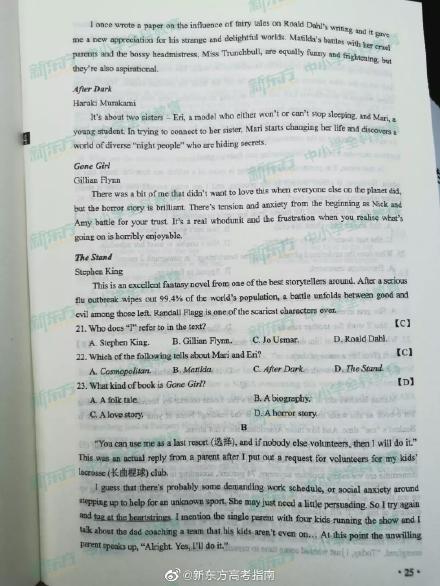 I once wrote a paper on the influence of fairy tales on Roald Dahl's writing and it gave
me a new appreciation for his strange and delightful worlds. Matilda's battles with her cruel
parents and the bossy headmistress, Miss Trunchbull, are equally funny and frightening, but
they're also aspirational.
After Dark
Haruki Murakami
It's about two sisters – Eri, a model who either won't or can't stop sleeping, and Mari, a
young student. In trying to connect to her sister, Mari starts changing her life and discovers a
world of diverse "night people" who are hiding secrets.
Gone Girl
Gillian Flynn
There was a bit of me that didn't want to love this when everyone else on the planet did,
but the horror story is brilliant. There's tension and anxiety from the beginning as Nick and
Amy battle for your trust. It's a real whodunit and the frustration when you realise what's
going on is horribly enjoyable.
The Stand
Stephen King
This is an excellent fantasy novel from one of the best storytellers around. After a serious
flu outbreak wipes out 99.4% of the world's population, a battle unfolds between good and
evil among those left. Randall Flagg is one of the scariest characters ever.
21. Who does "I" refer to in the text? 【C】
A. Stephen King. B. Gillian Flynn. C. Jo Usmar. D. Roald Dahl.
22. Which of the following tells about Mari and Eri? 【C】
A. Cosmopolitan. B. Matilda. C. After Dark. D. The Stand.
23. What kind of book is Gone Girl? 【D】
A. A folk tale. B. A biography.
C. A love story. D. A horror story.
B
"You can use me as a last resort (选择), and if nobody else volunteers, then I will do it."
This was an actual reply from a parent after I put out a request for volunteers for my kids'
lacrosse (长曲棍球) club.
I guess that there's probably some demanding work schedule, or social anxiety around
stepping up to help for an unknown sport. She may just need a little persuading. So I try again
and tug at the heartstrings. I mention the single parent with four kids running the show and I
talk about the dad coaching a team that his kids aren't even on… At this point the unwilling
parent speaks up, "Alright. Yes, I'll do it."
·25·
@新东方高考指南